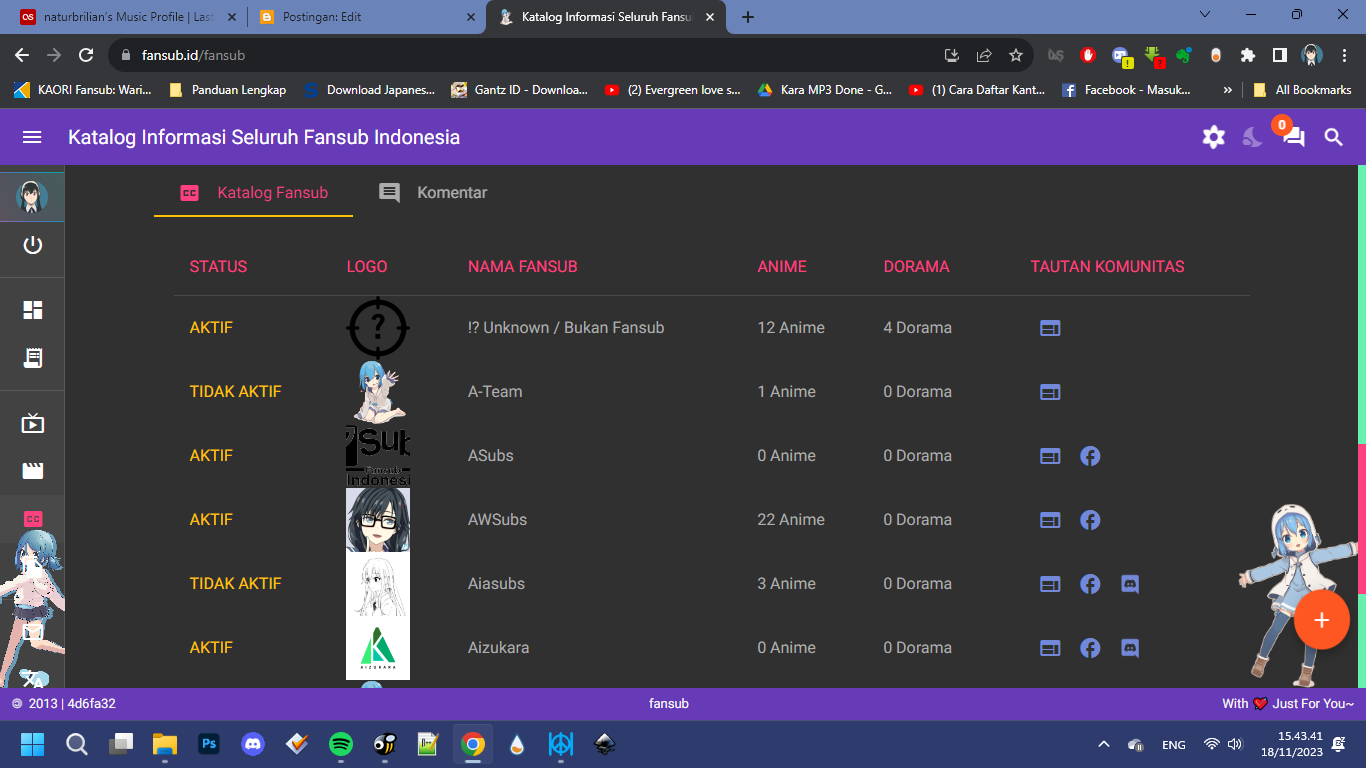 naturbrilian's Music Profile | Last
Postingan: Edit
Katalog Informasi Seluruh Fansub
fansub.id/fansub
KAORI Fansub: Wari...
Panduan Lengkap
Download Japanes...
Gantz ID - Downloa...
(2) Evergreen love s...
Kara MP3 Done - G...
(1) Cara Daftar Kant...
Facebook - Masuk...
»
All Bookmarks
Katalog Informasi Seluruh Fansub Indonesia
0
Katalog Fansub
Komentar
STATUS LOGO NAMA FANSUB ANIME DORAMA TAUTAN KOMUNITAS
AKTIF ? !? Unknown / Bukan Fansub 12 Anime 4 Dorama
TIDAK AKTIF A-Team 1 Anime 0 Dorama
AKTIF Sub Fansub Indonesi ASubs 0 Anime 0 Dorama
AKTIF AWSubs 22 Anime 0 Dorama
TIDAK AKTIF Aiasubs 3 Anime 0 Dorama
AKTIF AIZUKARA Aizukara 0 Anime 0 Dorama
2013 | 4d6fa32
fansub
With ❤ Just For You~
ENG
15.43.41
18/11/2023